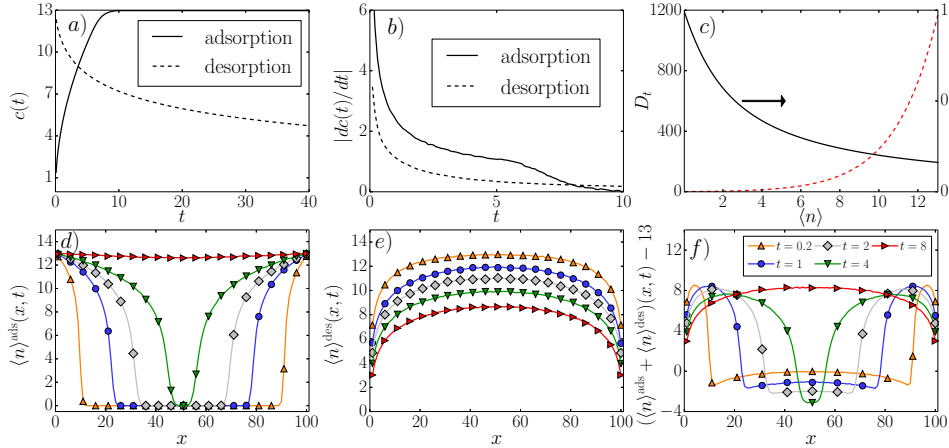 a)
c(t)
13
9
5
1
adsorption
desorption
0 10 20 30 40
t
b)
|dc(t)/dt|
6
4
2
0
adsorption
desorption
0 5 10
t
c)
D_t
1200
800
400
0
1
0
0 2 4 6 8 10 12
⟨n⟩
d)
⟨n⟩^ads(x, t)
14
12
10
8
6
4
2
0
0 20 40 60 80 100
x
e)
⟨n⟩^des(x, t)
14
12
10
8
6
4
2
0
0 20 40 60 80 100
x
f)
(⟨n⟩^ads + ⟨n⟩^des)(x, t) − 13
t = 0.2 t = 2 t = 8
t = 1 t = 4
12
8
4
0
−4
0 20 40 60 80 100
x